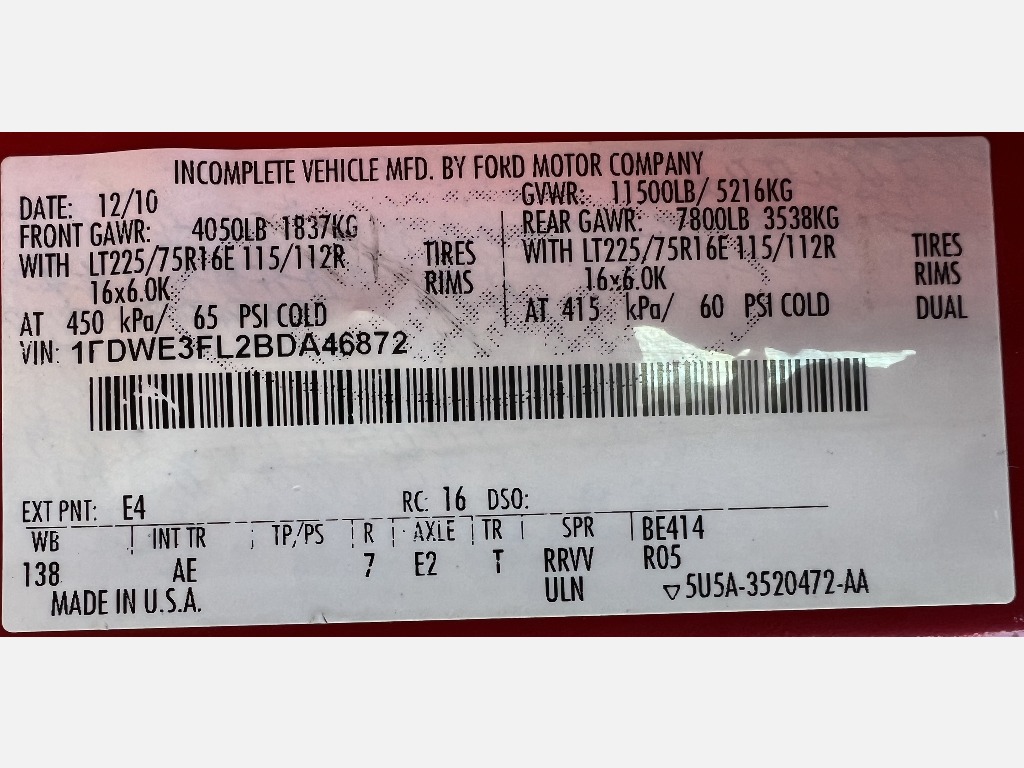 INCOMPLETE VEHICLE MFD. BY FORD MOTOR COMPANY
DATE: 12/10 GVWR: 11500LB/ 5216KG
FRONT GAWR: 4050LB 1837KG REAR GAWR: 7800LB 3538KG
WITH LT225/75R16E 115/112R TIRES WITH LT225/75R16E 115/112R TIRES
16x6.0K RIMS 16x6.0K RIMS
AT 450 kPa/ 65 PSI COLD AT 415 kPa/ 60 PSI COLD DUAL
VIN: 1FDWE3FL2BDA46872
EXT PNT: E4 RC: 16 DSO:
WB INT TR TP/PS R AXLE TR SPR BE414
138 AE 7 E2 T RRVV R05
MADE IN U.S.A. ULN ▽5U5A-3520472-AA